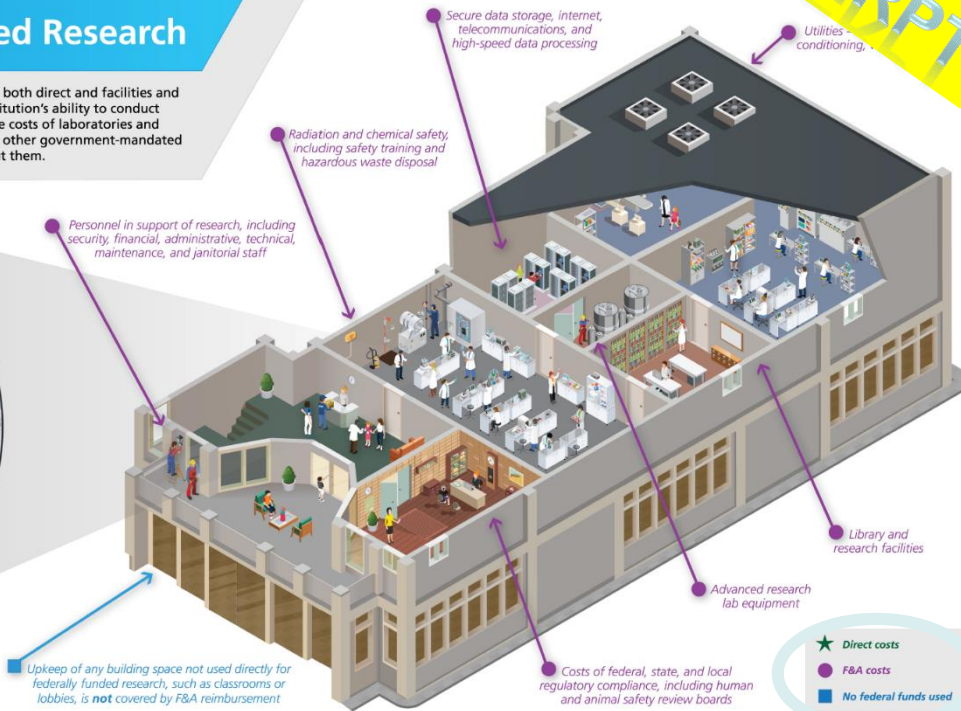 ed Research
both direct and facilities and
titution's ability to conduct
e costs of laboratories and
other government-mandated
t them.
Secure data storage, internet,
telecommunications, and
high-speed data processing
Utilities –
conditioning,
Radiation and chemical safety,
including safety training and
hazardous waste disposal
Personnel in support of research, including
security, financial, administrative, technical,
maintenance, and janitorial staff
Library and
research facilities
Advanced research
lab equipment
Upkeep of any building space not used directly for
federally funded research, such as classrooms or
lobbies, is not covered by F&A reimbursement
Costs of federal, state, and local
regulatory compliance, including human
and animal safety review boards
Direct costs
F&A costs
No federal funds used